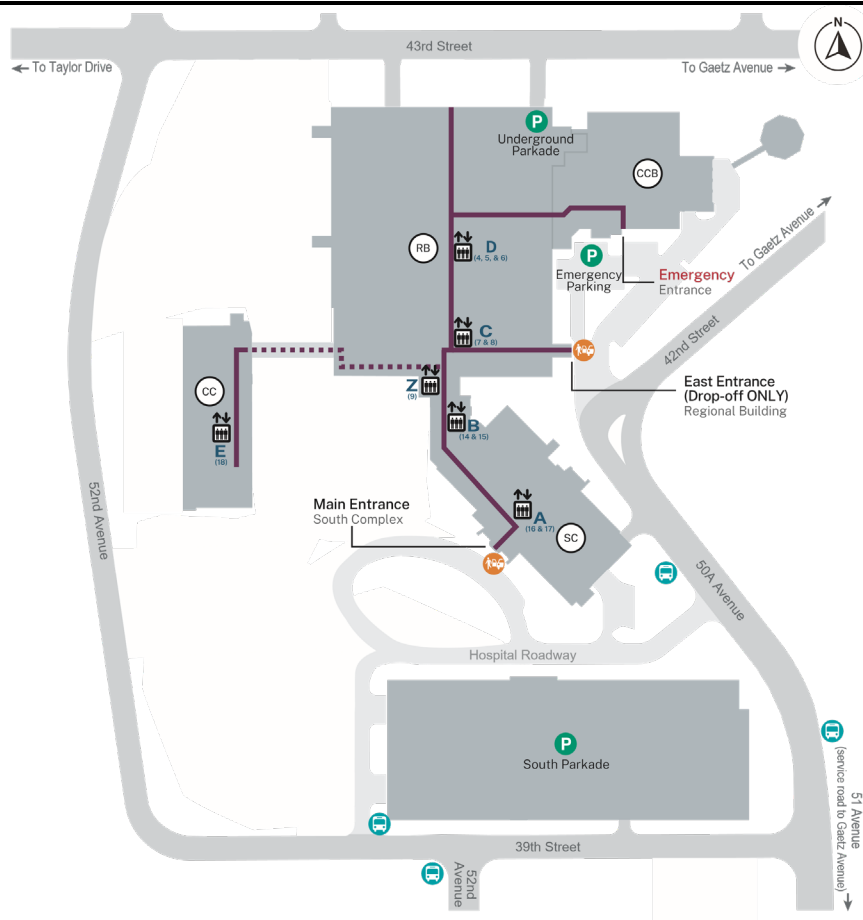 N
43rd Street
← To Taylor Drive
To Gaetz Avenue →
P
Underground
Parkade
CCB
To Gaetz Avenue →
RB
D
(4, 5, & 6)
P
Emergency
Parking
Emergency
Entrance
42nd Street
C
(7 & 8)
CC
Z
(9)
East Entrance
(Drop-off ONLY)
Regional Building
B
(14 & 15)
E
(18)
52nd Avenue
Main Entrance
South Complex
A
(16 & 17)
SC
50A Avenue
Hospital Roadway
P
South Parkade
51 Avenue
(service road to Gaetz Avenue) →
39th Street
52nd
Avenue